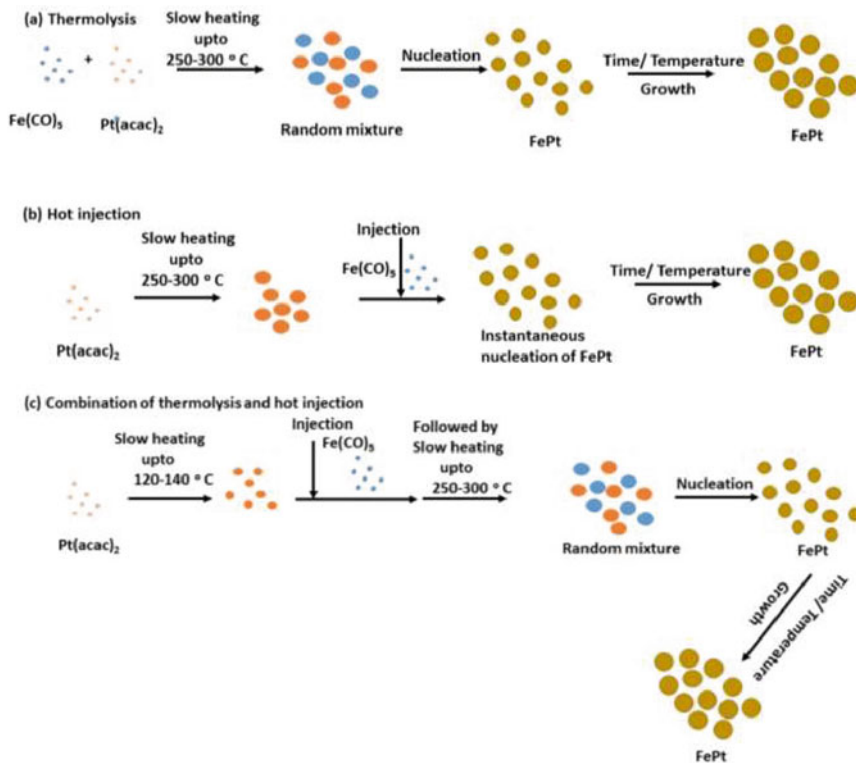 (a) Thermolysis
Slow heating
upto
250-300 ° C
+
Fe(CO)5
Pt(acac)2
Random mixture
Nucleation
FePt
Time/ Temperature
Growth
FePt
(b) Hot injection
Slow heating
upto
250-300 ° C
Pt(acac)2
Injection
Fe(CO)5
Instantaneous
nucleation of FePt
Time/ Temperature
Growth
FePt
(c) Combination of thermolysis and hot injection
Slow heating
upto
120-140 ° C
Pt(acac)2
Injection
Fe(CO)5
Followed by
Slow heating
upto
250-300 ° C
Random mixture
Nucleation
FePt
Time/ Temperature
Growth
FePt